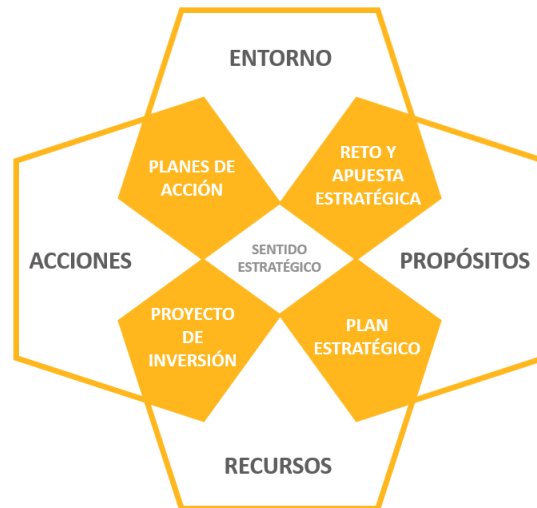 ENTORNO
PLANES DE
ACCIÓN
RETO Y
APUESTA
ESTRATÉGICA
ACCIONES
SENTIDO
ESTRATÉGICO
PROPÓSITOS
PROYECTO
DE
INVERSIÓN
PLAN
ESTRATÉGICO
RECURSOS